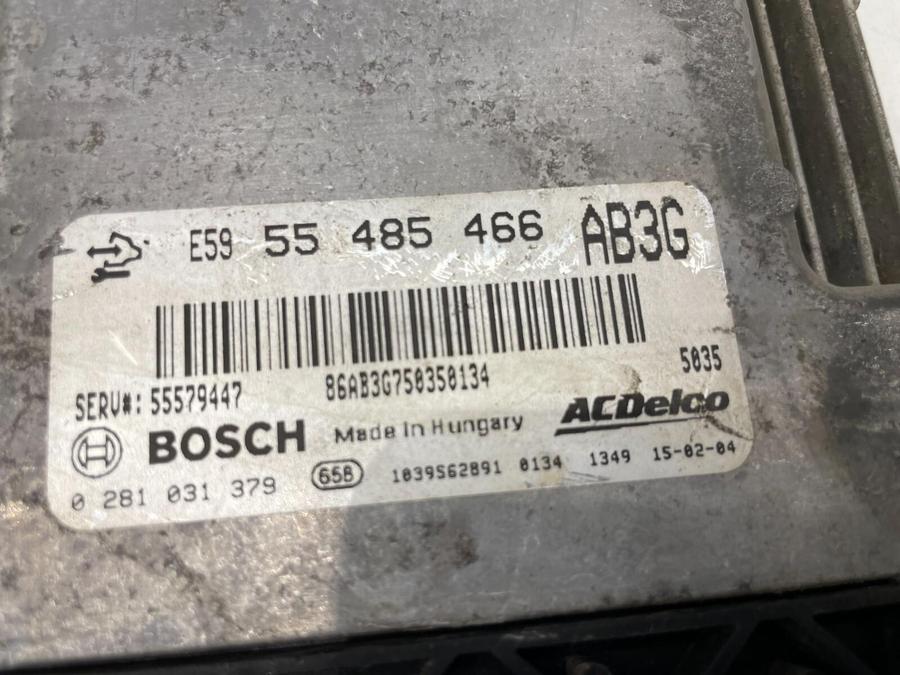 E59 55 485 466 AB3G
86AB3G750350134 5035
SERV#: 55579447
BOSCH Made in Hungary ACDelco
0 281 031 379 65B 1039S62891 0134 1349 15-02-04